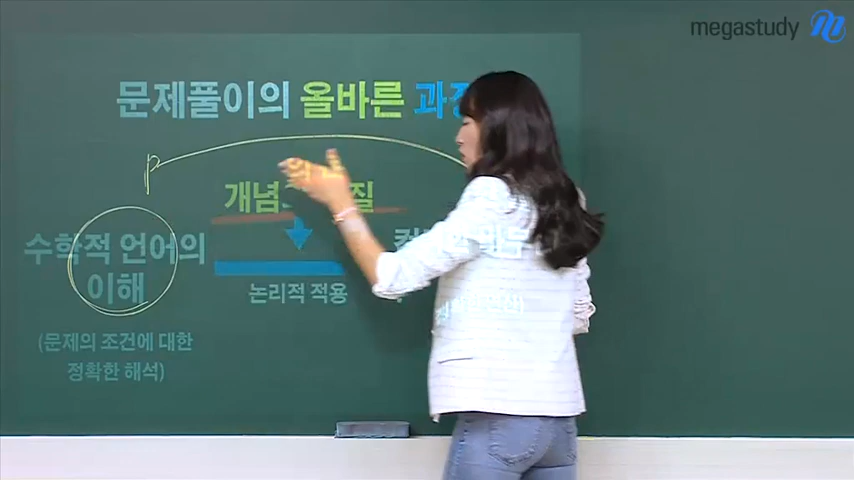 megastudy
문제풀이의 올바른
p
개념
수학적 언어의
이해
논리적 적용
(문제의 조건에 대한
정확한 해석)